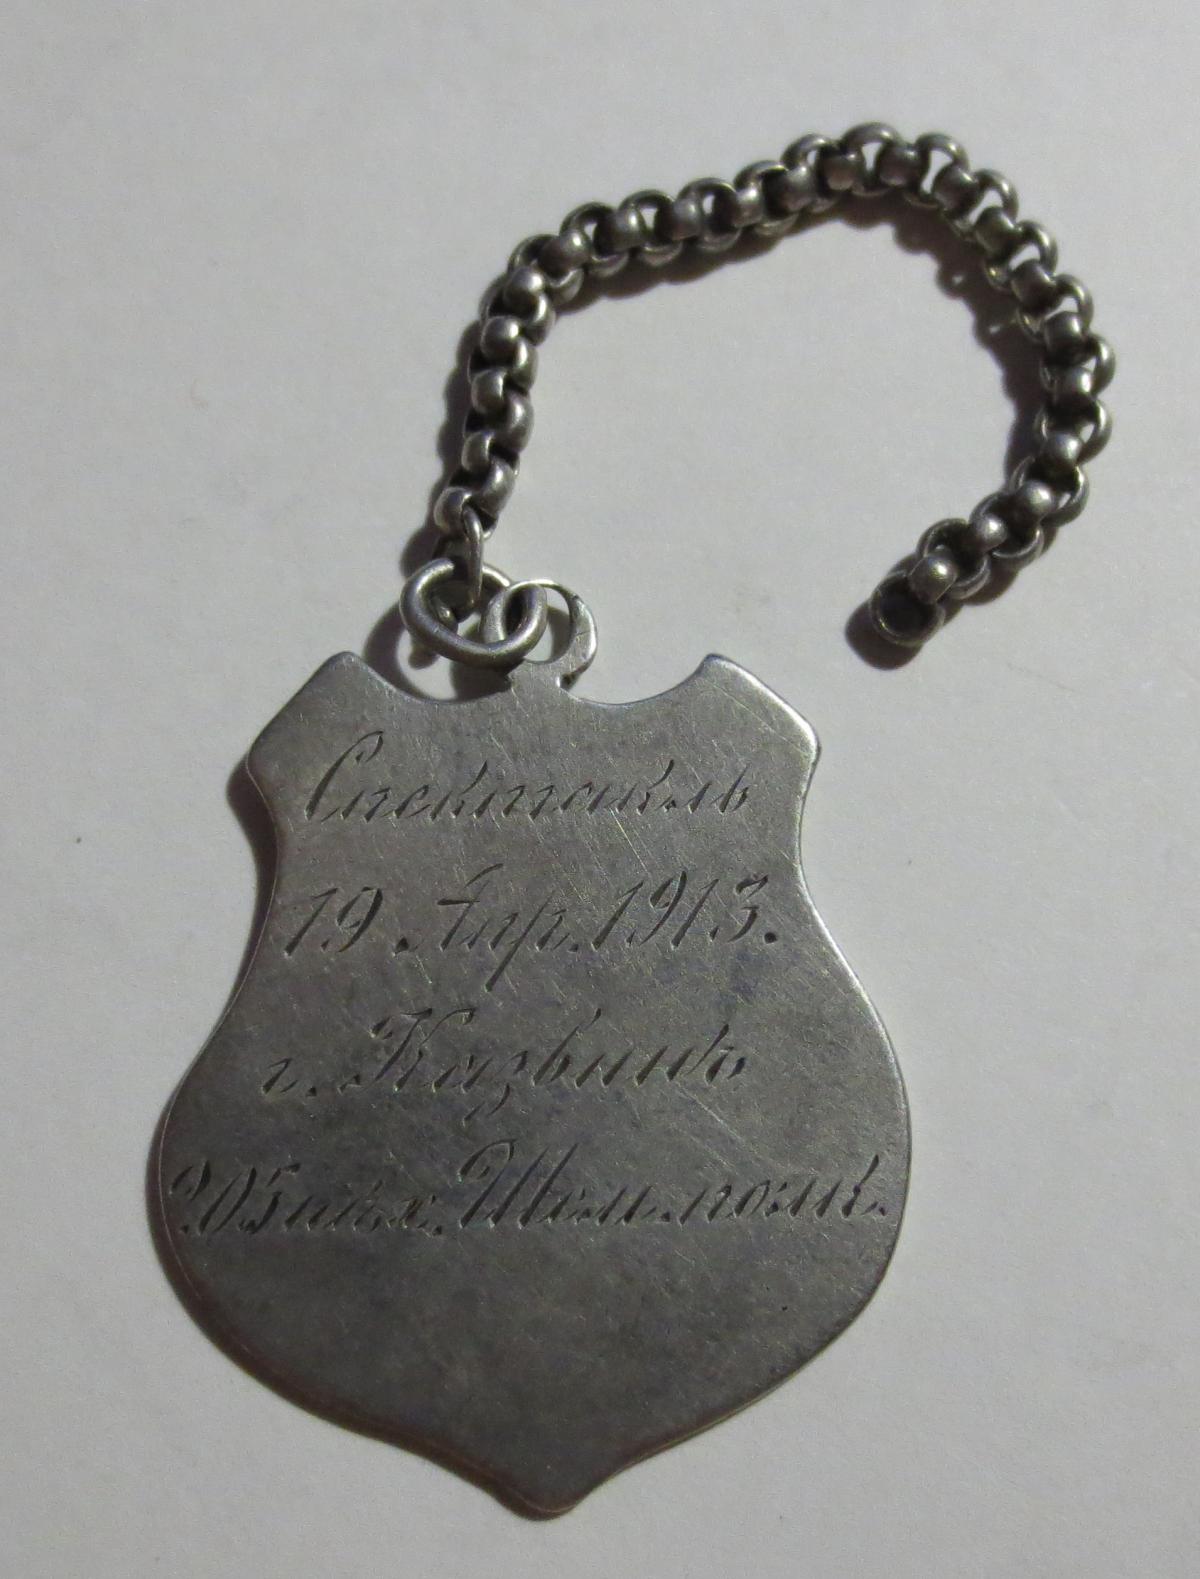 Спектакль
19. Апр. 1913.
г. Казвинъ
205 пѣх. Шем. полк.